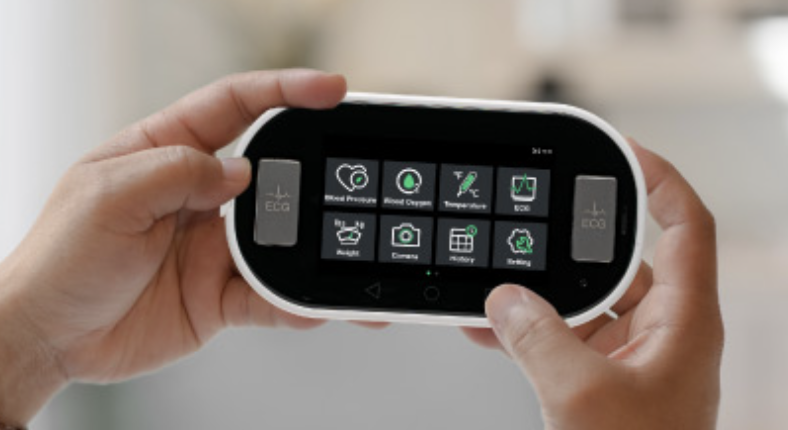 ECG
ECG
Blood Pressure
Blood Oxygen
Temperature
ECG
°F
°C
Weight
Camera
History
Setting